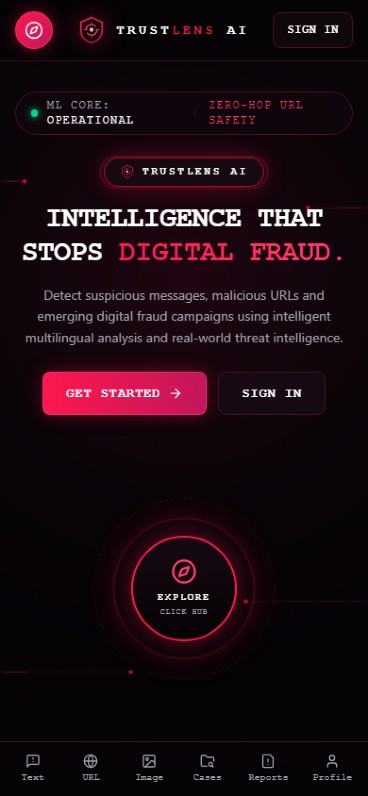 TRUSTLENS AI
SIGN IN
ML CORE:
OPERATIONAL
ZERO-HOP URL
SAFETY
TRUSTLENS AI
INTELLIGENCE THAT
STOPS DIGITAL FRAUD.
Detect suspicious messages, malicious URLs and
emerging digital fraud campaigns using intelligent
multilingual analysis and real-world threat intelligence.
GET STARTED →
SIGN IN
EXPLORE
CLICK HUB
Text
URL
Image
Cases
Reports
Profile